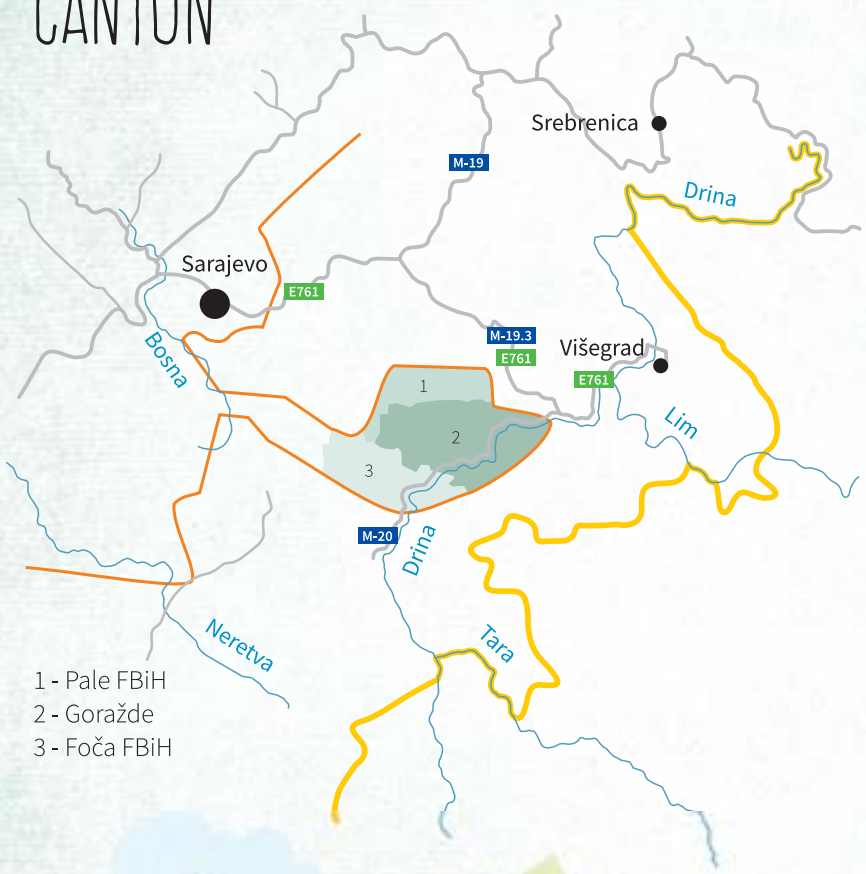 CANTON
Srebrenica
M-19
Drina
Sarajevo
E761
M-19.3
E761
Višegrad
E761
Bosna
1
Lim
2
3
M-20
Drina
Neretva
Tara
1 - Pale FBiH
2 - Goražde
3 - Foča FBiH